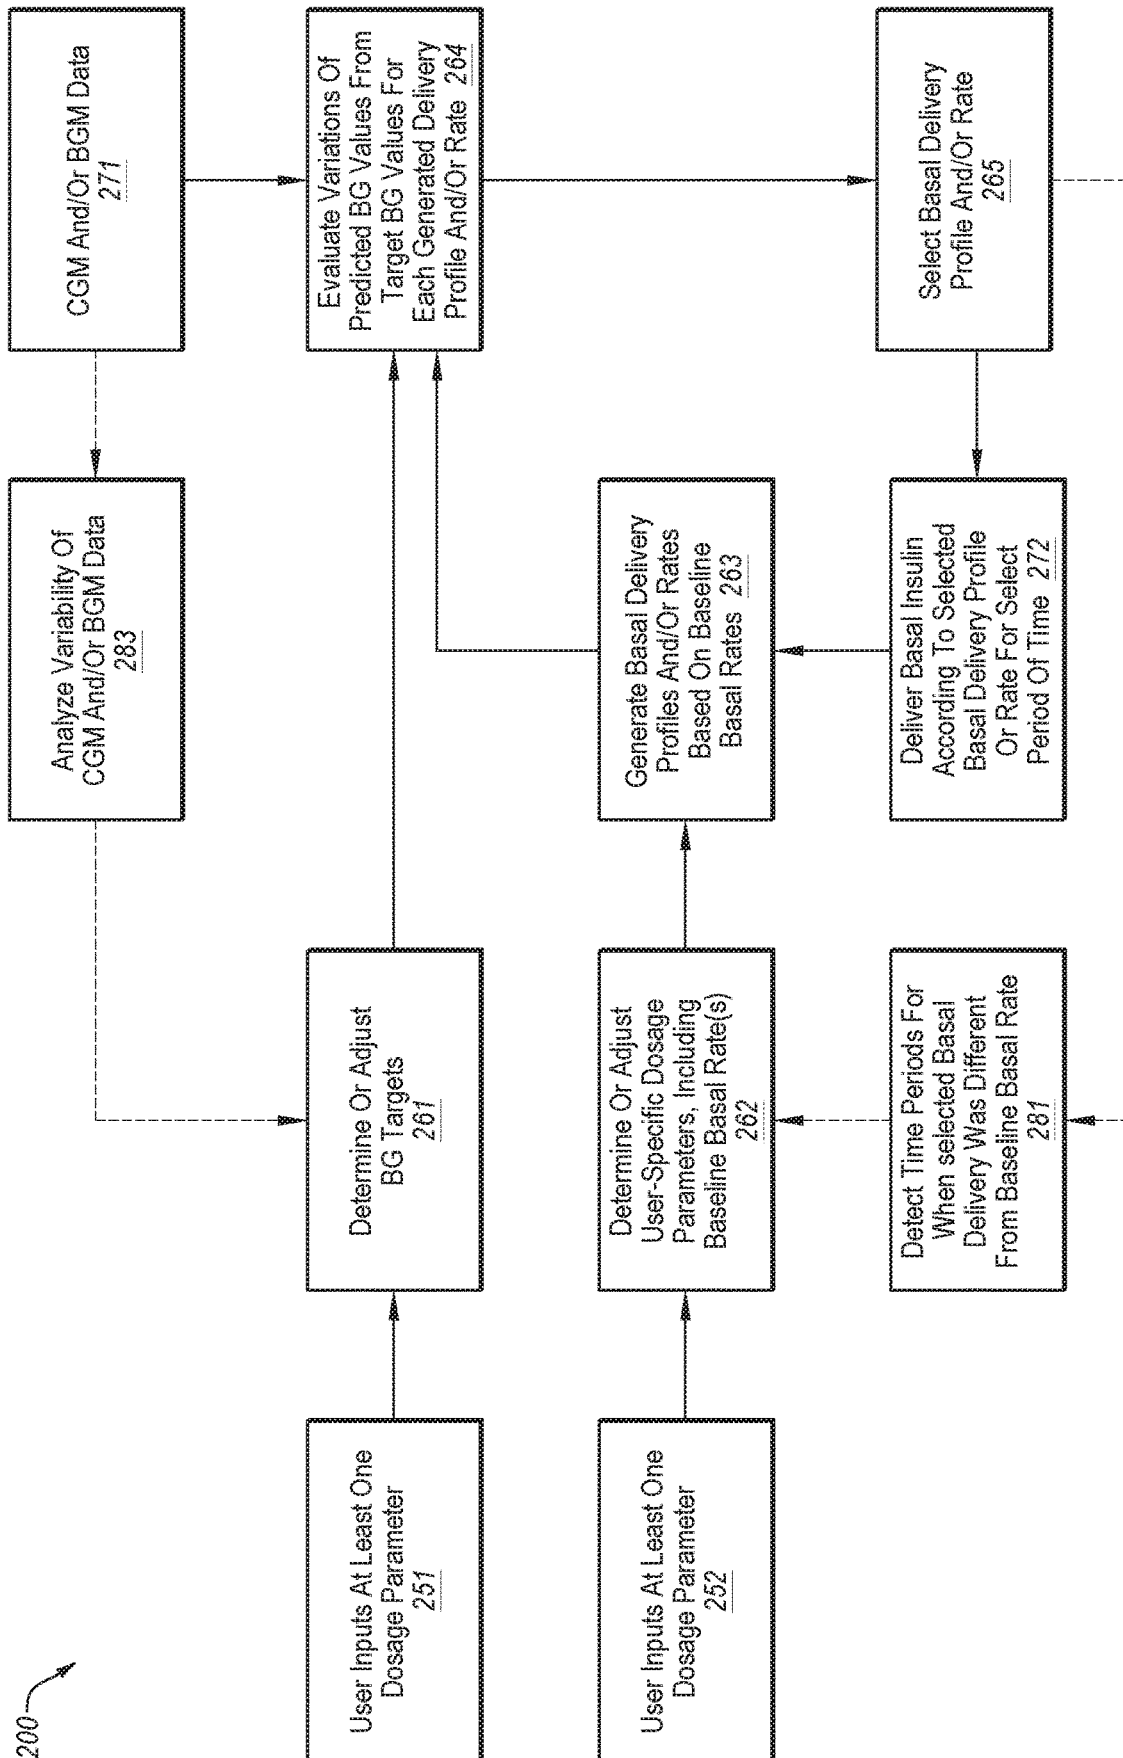 200
User Inputs At Least One
Dosage Parameter
251
User Inputs At Least One
Dosage Parameter
252
Determine Or Adjust
BG Targets
261
Determine Or Adjust
User-Specific Dosage
Parameters, Including
Baseline Basal Rate(s)
262
Detect Time Periods For
When selected Basal
Delivery Was Different
From Baseline Basal Rate
281
Analyze Variability Of
CGM And/Or BGM Data
283
Generate Basal Delivery
Profiles And/Or Rates
Based On Baseline
Basal Rates 263
Deliver Basal Insulin
According To Selected
Basal Delivery Profile
Or Rate For Select
Period Of Time 272
CGM And/Or BGM Data
271
Evaluate Variations Of
Predicted BG Values From
Target BG Values For
Each Generated Delivery
Profile And/Or Rate 264
Select Basal Delivery
Profile And/Or Rate
265